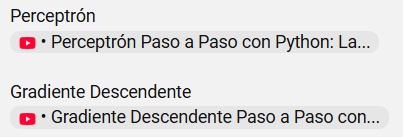 Perceptrón
• Perceptrón Paso a Paso con Python: La...
Gradiente Descendente
• Gradiente Descendente Paso a Paso con...